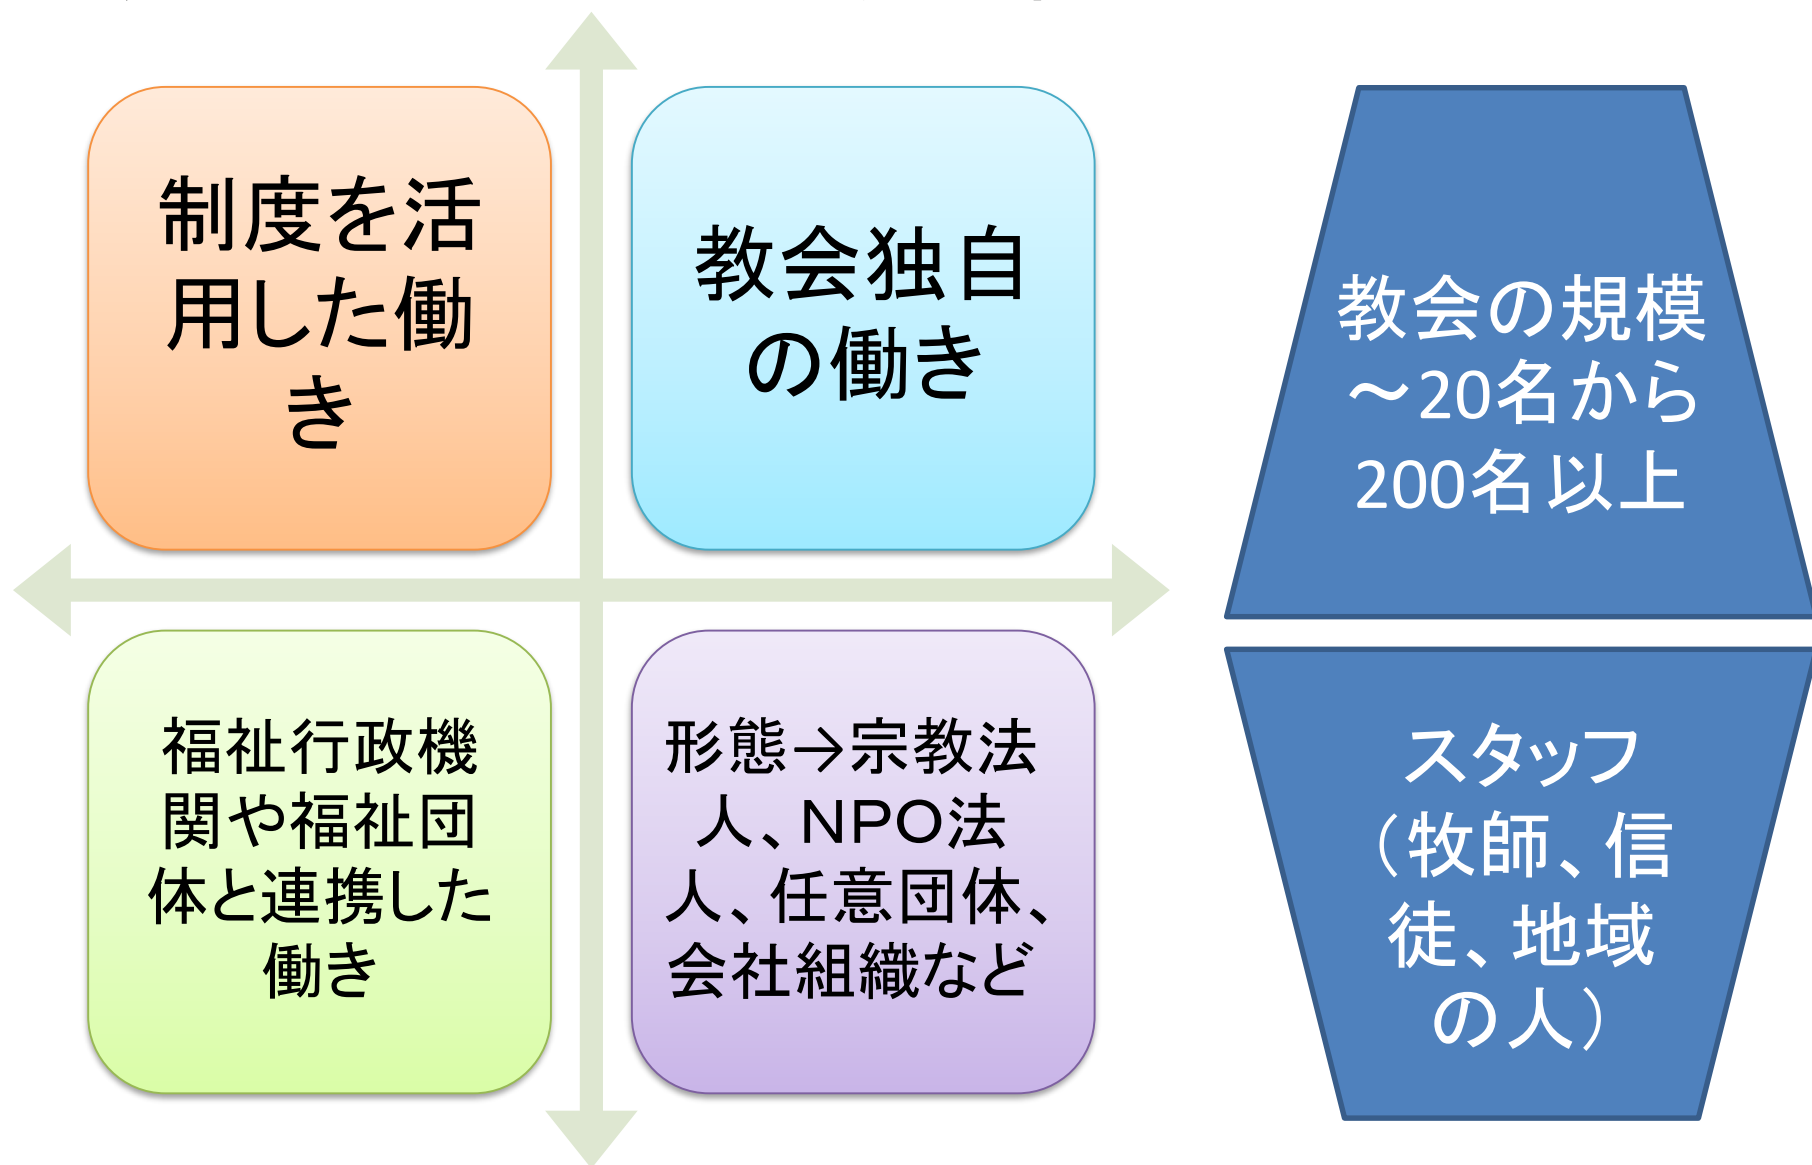 制度を活
用した働
き
教会独自
の働き
福祉行政機
関や福祉団
体と連携した
働き
形態→宗教法
人、NPO法
人、任意団体、
会社組織など
教会の規模
～20名から
200名以上
スタッフ
（牧師、信
徒、地域
の人）